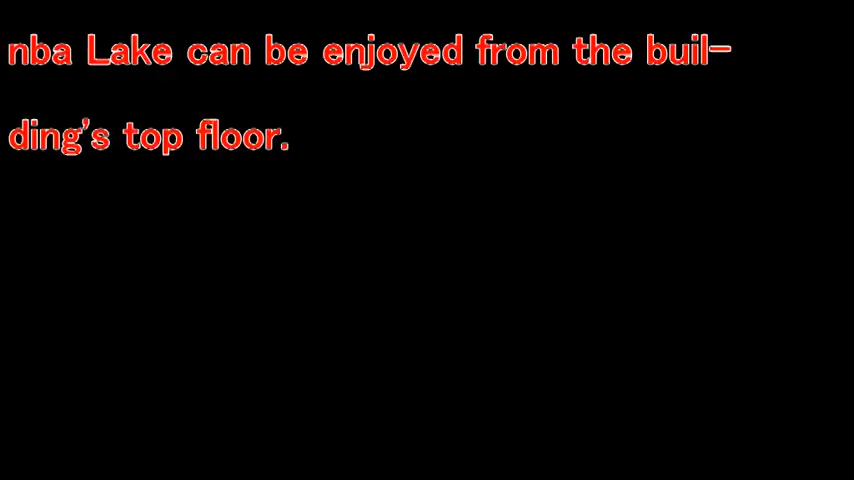 nba Lake can be enjoyed from the buil-
ding's top floor.